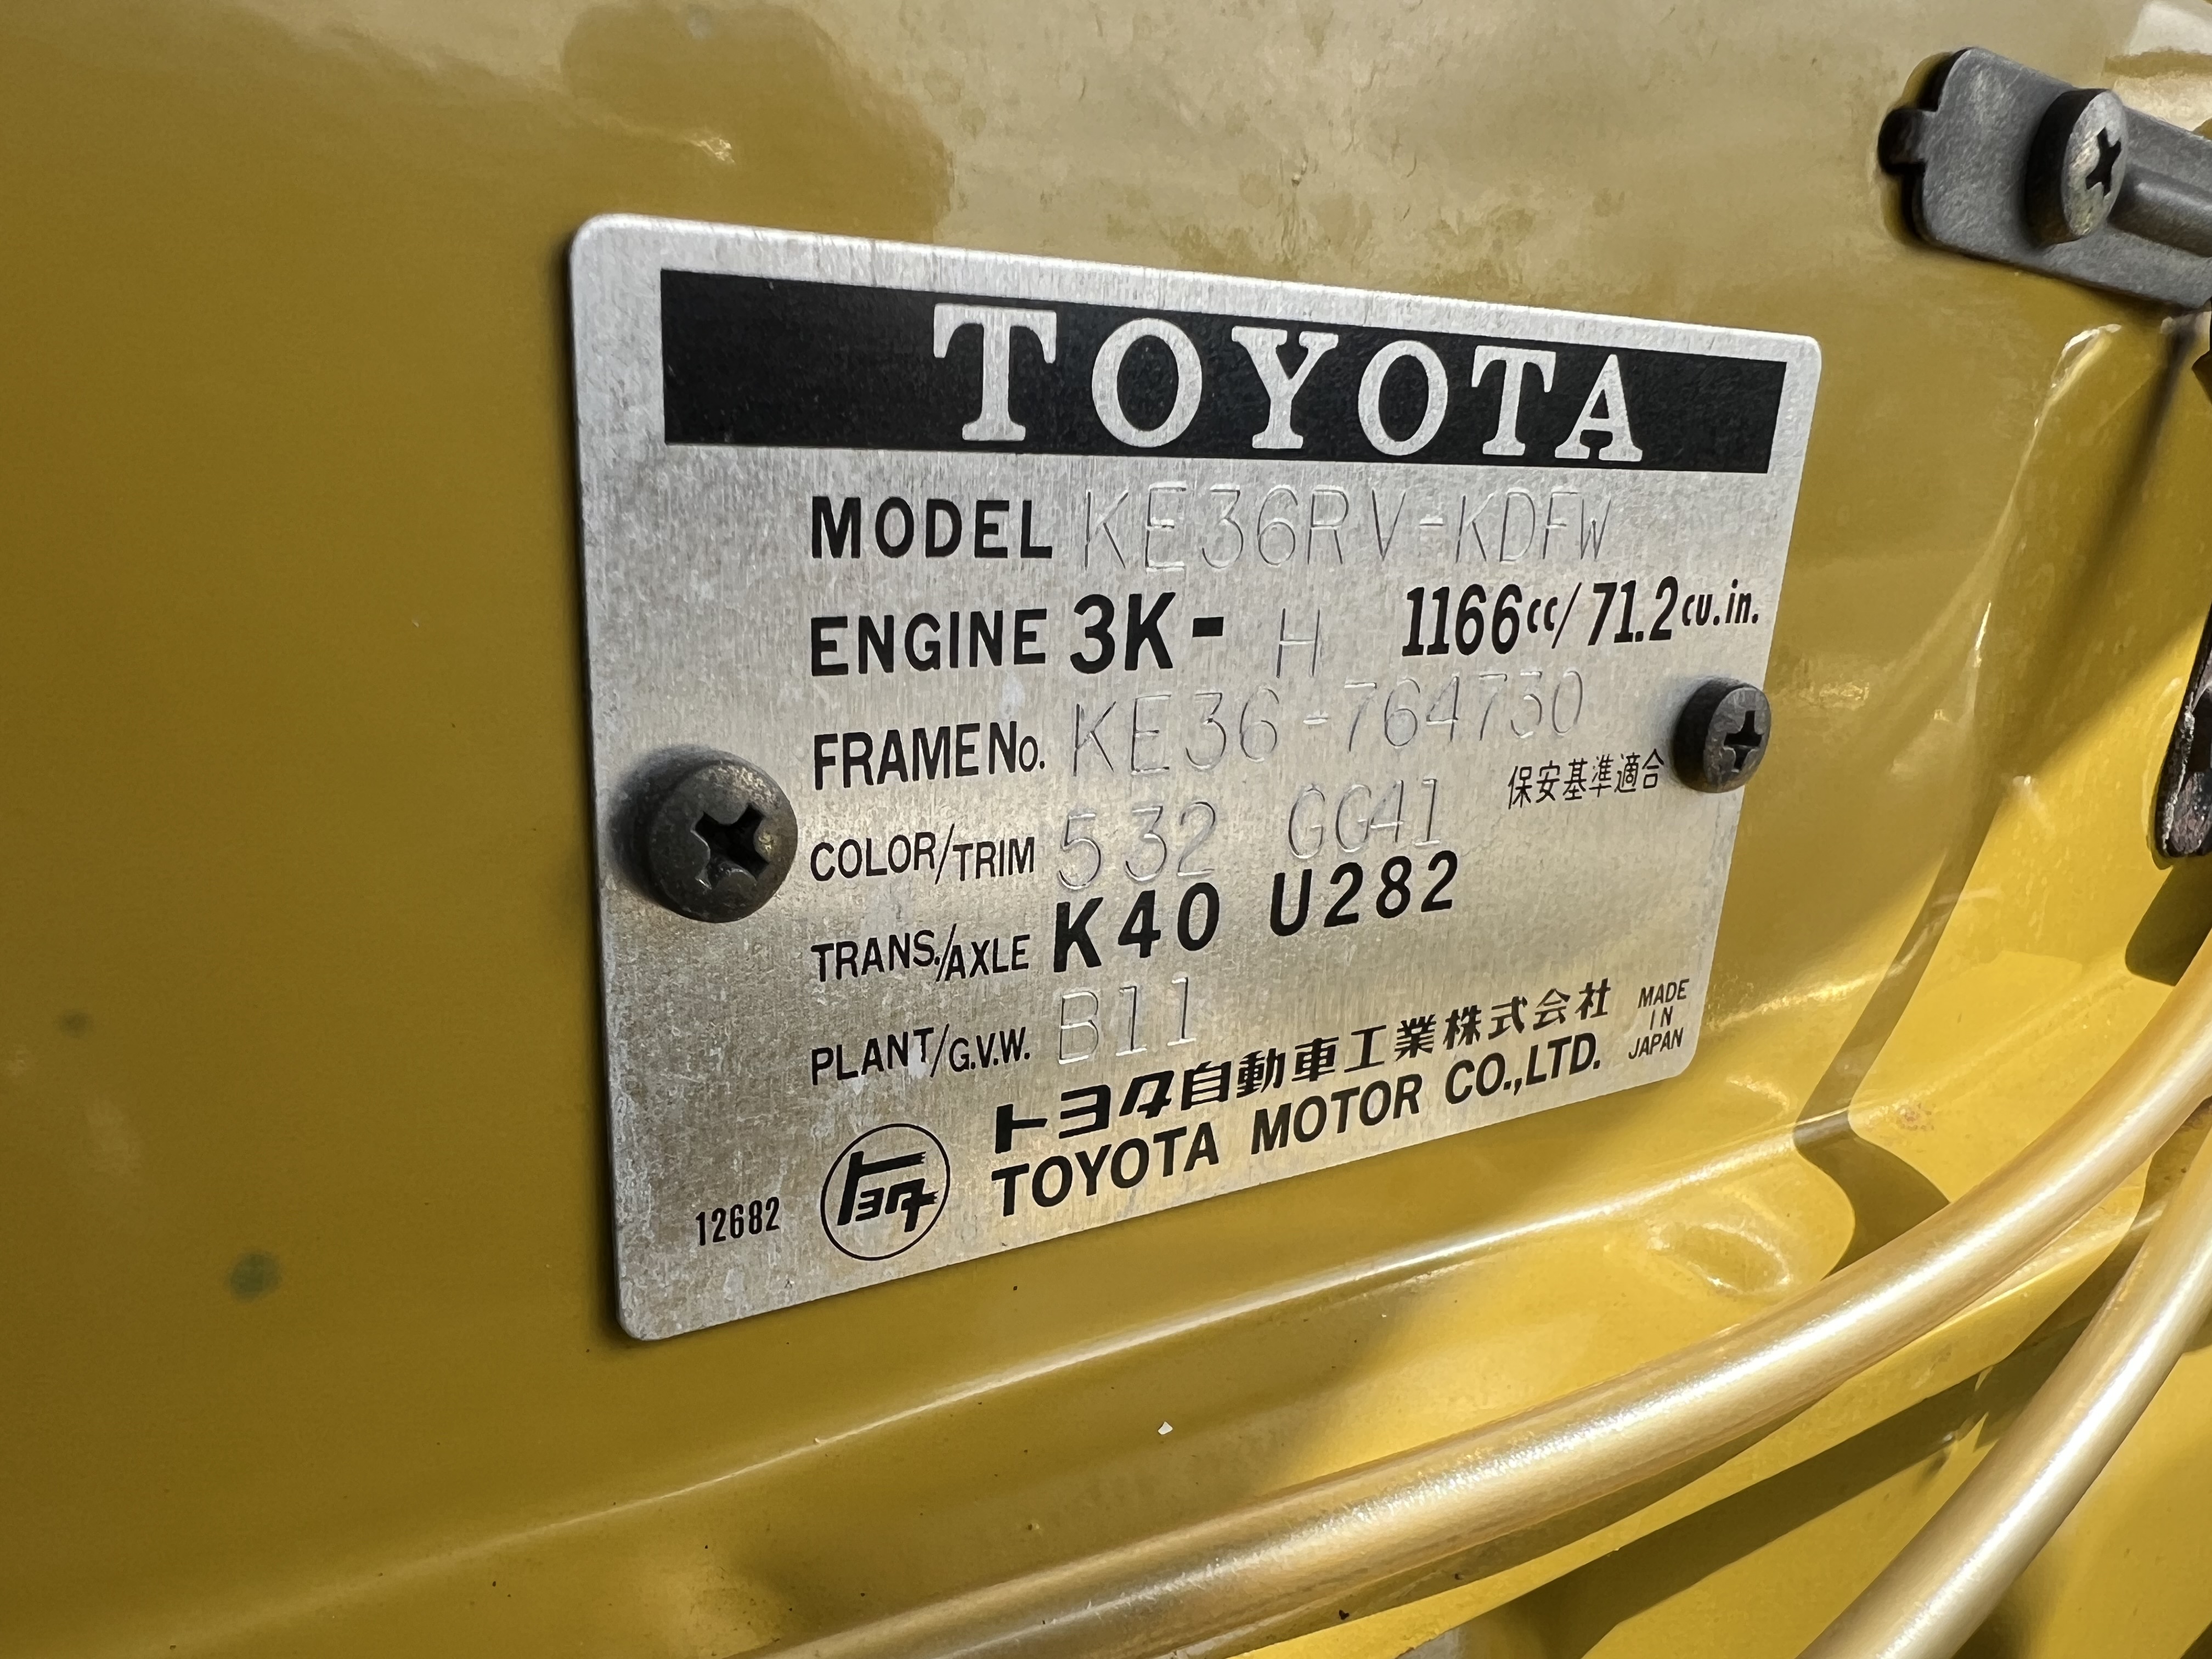 TOYOTA
MODEL KE36RV-KDFW
ENGINE 3K- H 1166cc/71.2cu.in.
FRAME No. KE36-764730
保安基準適合
COLOR/TRIM 532 GG41
TRANS./AXLE K40 U282
PLANT/G.V.W. B11
トヨタ自動車工業株式会社
TOYOTA MOTOR CO.,LTD.
MADE
IN
JAPAN
12682
トヨタ